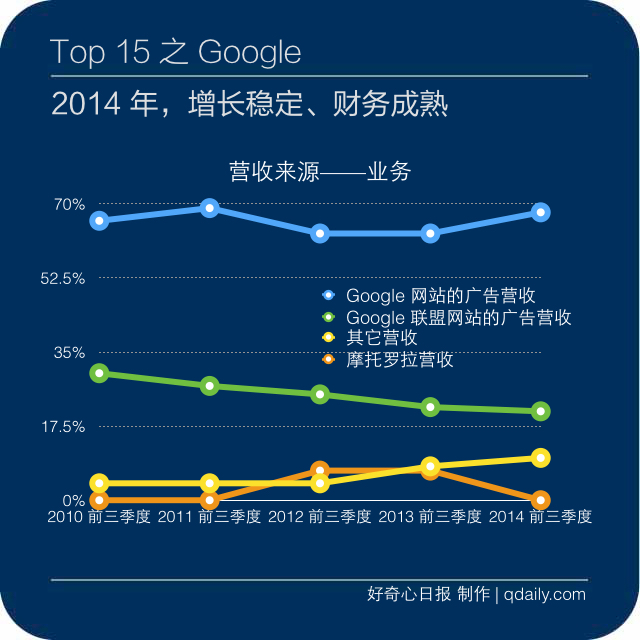 Top 15 之 Google
2014 年，增长稳定、财务成熟
营收来源——业务
70%
52.5%
Google 网站的广告营收
Google 联盟网站的广告营收
其它营收
35%
摩托罗拉营收
17.5%
0%
2010 前三季度 2011 前三季度 2012 前三季度 2013 前三季度 2014 前三季度
好奇心日报 制作 | qdaily.com